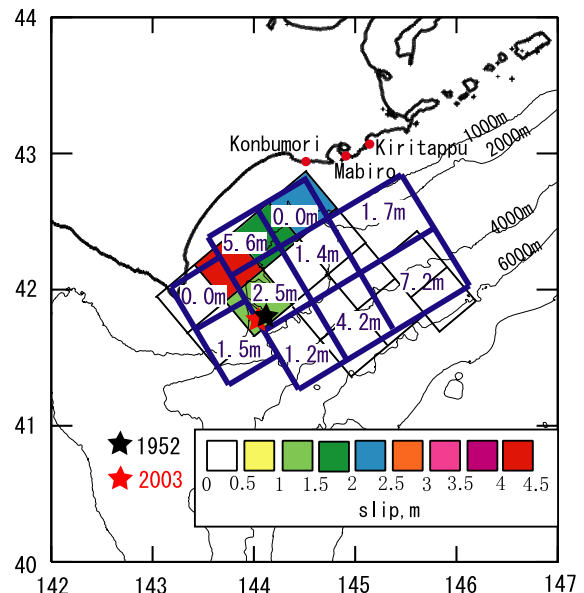 44
43
42
41
40
142
143
144
145
146
147
Konbumori
Kiritappu
Mabiro
1000m
2000m
4000m
6000m
0.0m
1.7m
5.6m
1.4m
0.0m
2.5m
7.2m
4.2m
1.5m
1.2m
1952
2003
0 0.5 1 1.5 2 2.5 3 3.5 4 4.5
slip,m